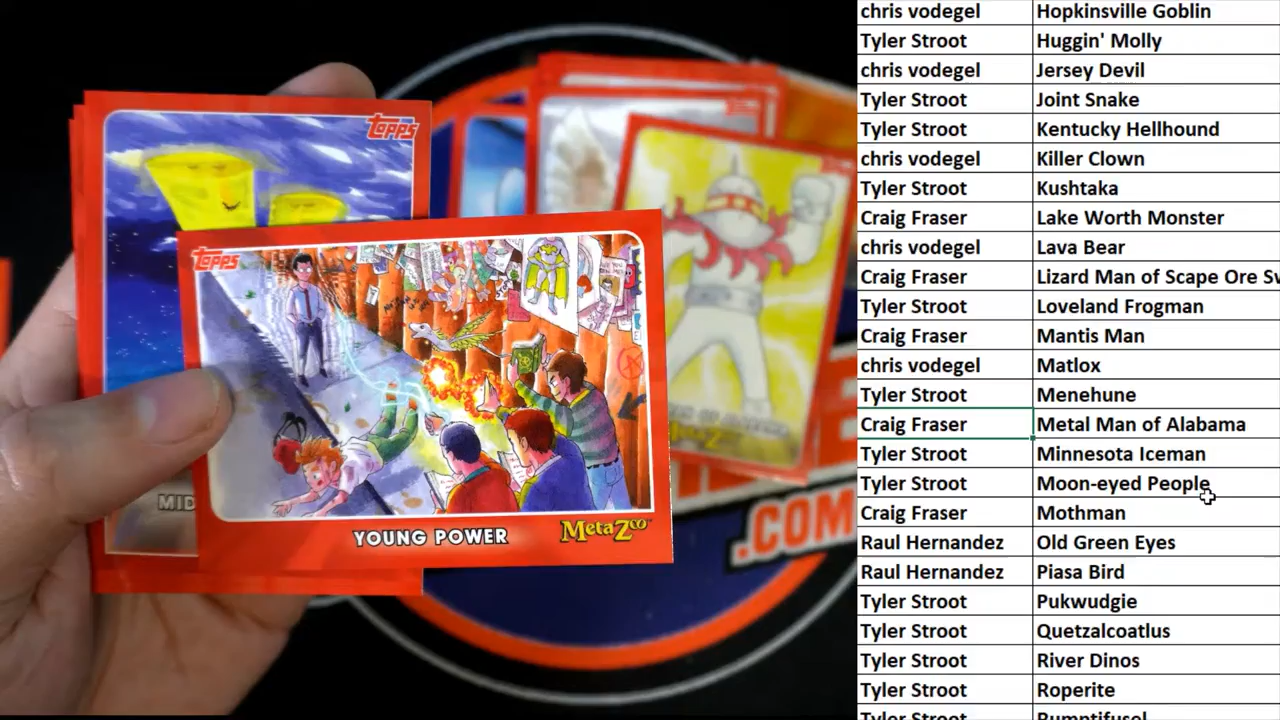 TOPPS
MID
TOPPS
YOUNG POWER
MetaZoo
.COM
chris vodegel Hopkinsville Goblin
Tyler Stroot Huggin' Molly
chris vodegel Jersey Devil
Tyler Stroot Joint Snake
Tyler Stroot Kentucky Hellhound
chris vodegel Killer Clown
Tyler Stroot Kushtaka
Craig Fraser Lake Worth Monster
chris vodegel Lava Bear
Craig Fraser Lizard Man of Scape Ore Sv
Tyler Stroot Loveland Frogman
Craig Fraser Mantis Man
chris vodegel Matlox
Tyler Stroot Menehune
Craig Fraser Metal Man of Alabama
Tyler Stroot Minnesota Iceman
Tyler Stroot Moon-eyed People
Craig Fraser Mothman
Raul Hernandez Old Green Eyes
Raul Hernandez Piasa Bird
Tyler Stroot Pukwudgie
Tyler Stroot Quetzalcoatlus
Tyler Stroot River Dinos
Tyler Stroot Roperite